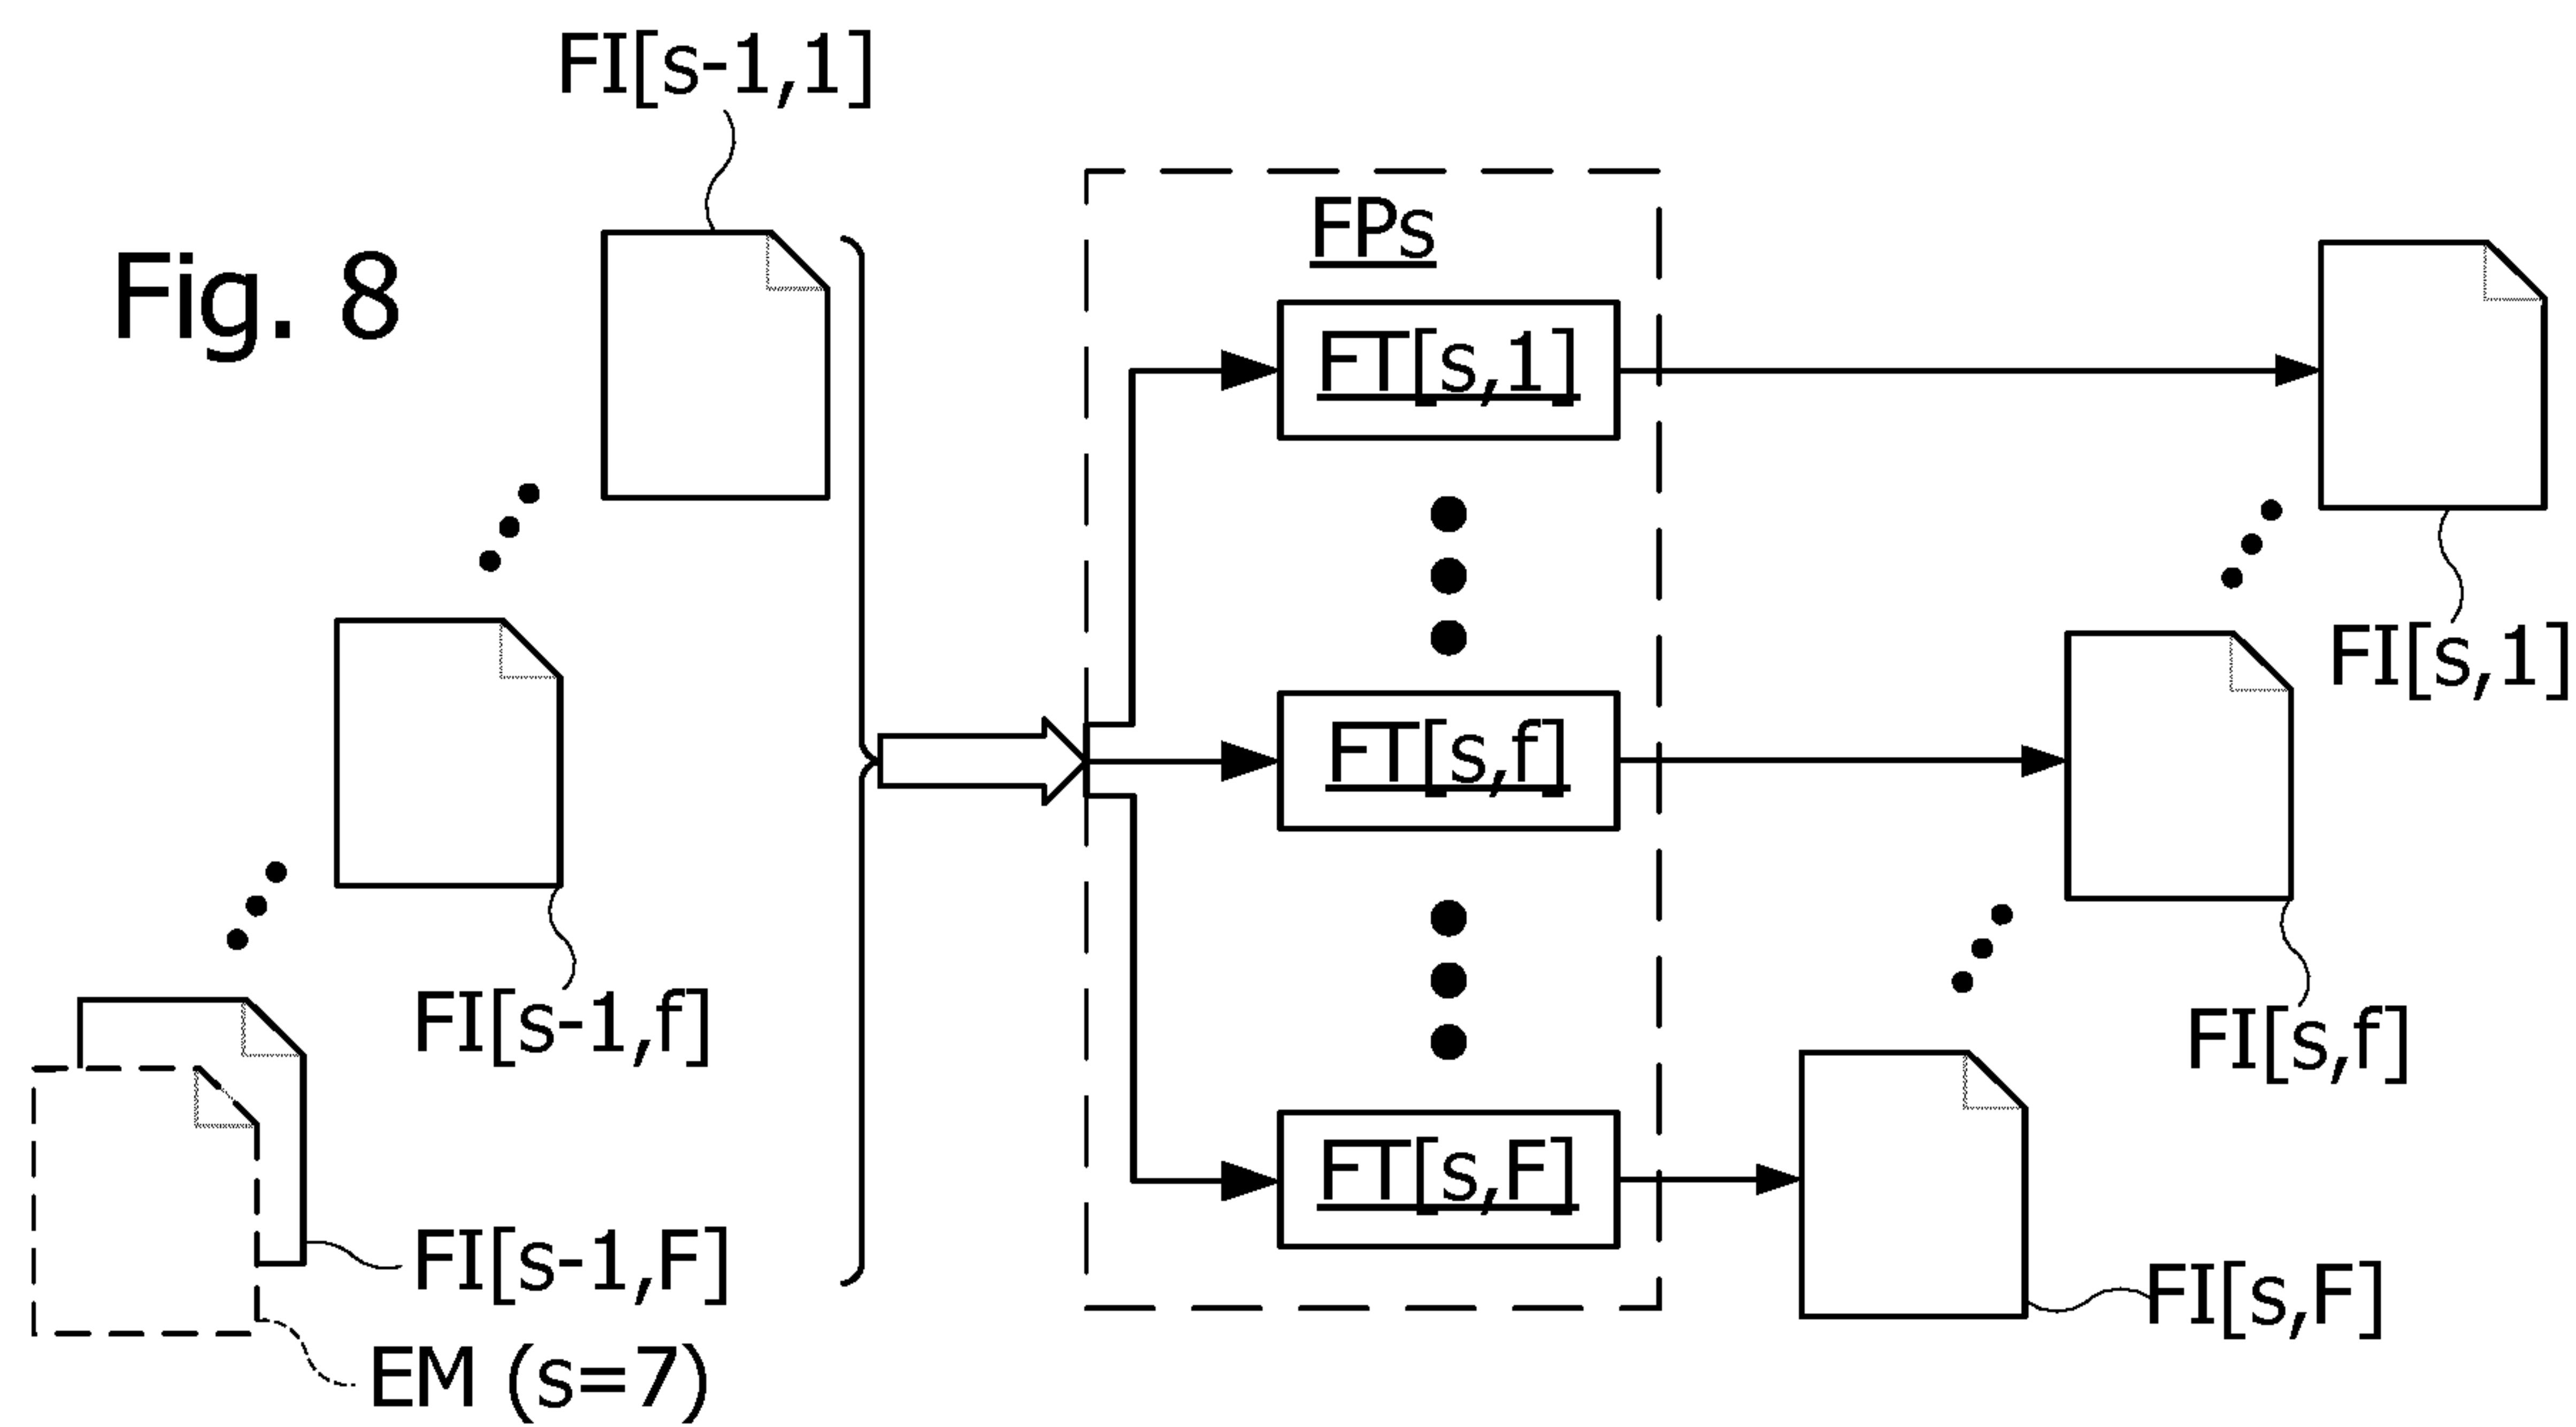 FI[s-1,1]
Fig. 8
FPs
FT[s,1]
FI[s,1]
FT[s,f]
FI[s-1,f]
FI[s,f]
FT[s,F]
FI[s-1,F]
FI[s,F]
EM (s=7)